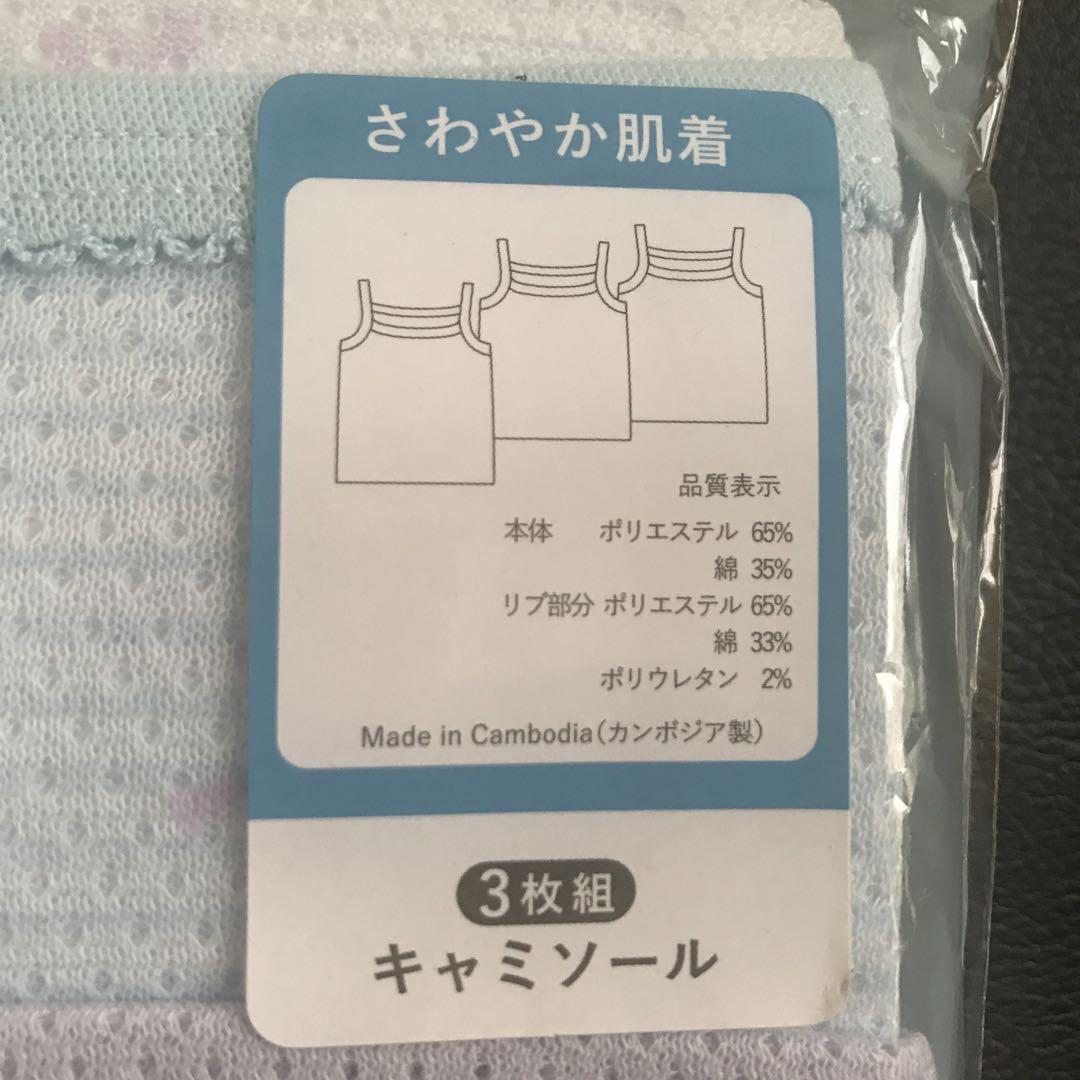 さわやか肌着
品質表示
本体 ポリエステル 65%
綿 35%
リブ部分 ポリエステル 65%
綿 33%
ポリウレタン 2%
Made in Cambodia(カンボジア製)
3枚組
キャミソール